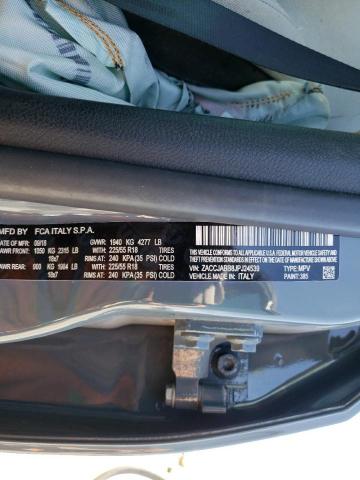 MFD BY FCA ITALY S.P.A.
DATE OF MFR: 09/18 GVWR: 1940 KG 4277 LB
GAWR FRONT: 1050 KG 2315 LB WITH 225/55 R18 TIRES
18x7 RIMS AT: 240 KPA(35 PSI) COLD
GAWR REAR: 900 KG 1984 LB WITH 225/55 R18 TIRES
18x7 RIMS AT: 240 KPA(35 PSI) COLD
THIS VEHICLE CONFORMS TO ALL APPLICABLE
U.S.A. FEDERAL MOTOR VEHICLE SAFETY, BUMPER,
AND THEFT PREVENTION STANDARDS IN EFFECT ON
THE DATE OF MANUFACTURE SHOWN ABOVE
VIN: ZACCJABB8JPJ24539 TYPE: MPV
VEHICLE MADE IN: ITALY PAINT: 385